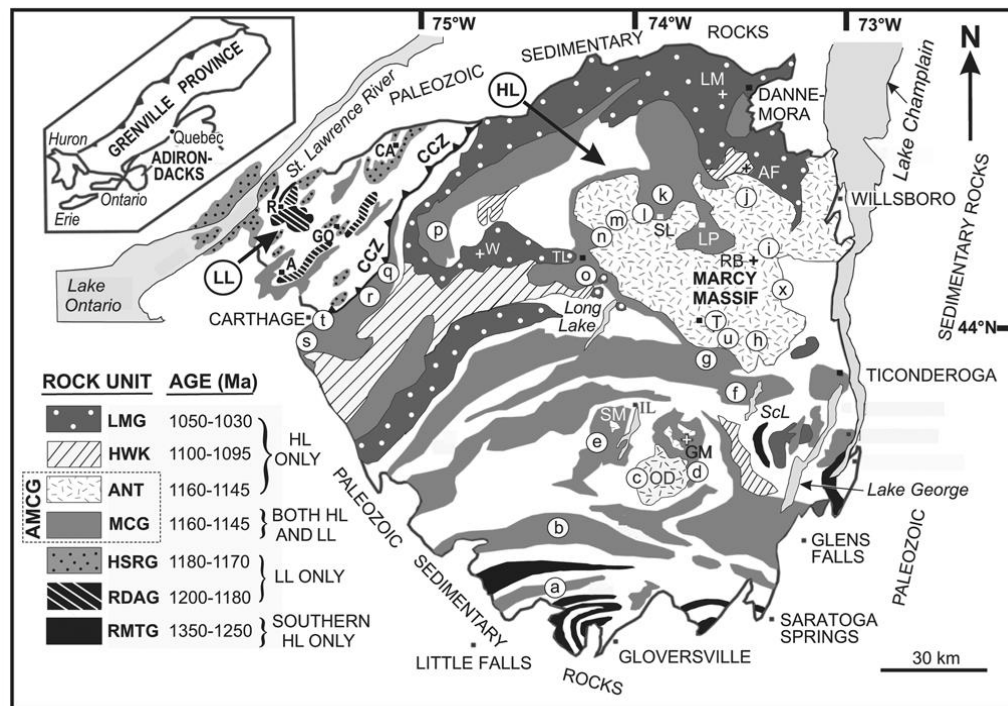 75°W
74°W
73°W
N
SEDIMENTARY ROCKS
PALEOZOIC
GRENVILLE PROVINCE
Huron
Quebec
ADIRON-
DACKS
Ontario
Erie
St. Lawrence River
LM
DANNE-
MORA
Lake Champlain
HL
CA
CCZ
AF
WILLSBORO
R
k
j
l
m
SL
p
LP
n
i
GO
W
TL
RB
MARCY
MASSIF
SEDIMENTARY ROCKS
LL
A
CCZ
q
o
x
Lake
Ontario
r
Long
Lake
CARTHAGE
t
T
44°N
s
u
h
g
TICONDEROGA
f
ScL
IL
SM
e
GM
c
OD
d
Lake George
b
GLENS
FALLS
PALEOZOIC
a
SARATOGA
SPRINGS
PALEOZOIC SEDIMENTARY ROCKS
LITTLE FALLS
GLOVERSVILLE
30 km
ROCK UNIT AGE (Ma)
LMG 1050-1030
HWK 1100-1095
HL
ONLY
ANT 1160-1145
AMCG
MCG 1160-1145
BOTH HL
AND LL
HSRG 1180-1170
LL ONLY
RDAG 1200-1180
RMTG 1350-1250
SOUTHERN
HL ONLY